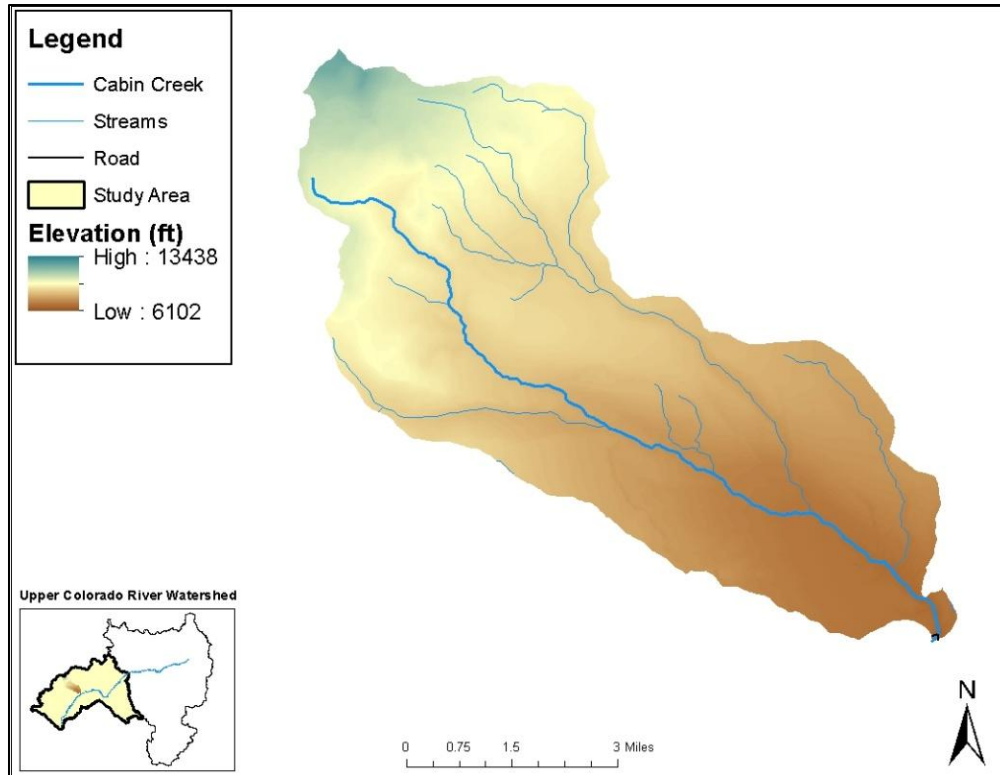 Legend
Cabin Creek
Streams
Road
Study Area
Elevation (ft)
High : 13438
Low : 6102
Upper Colorado River Watershed
0 0.75 1.5 3 Miles
N